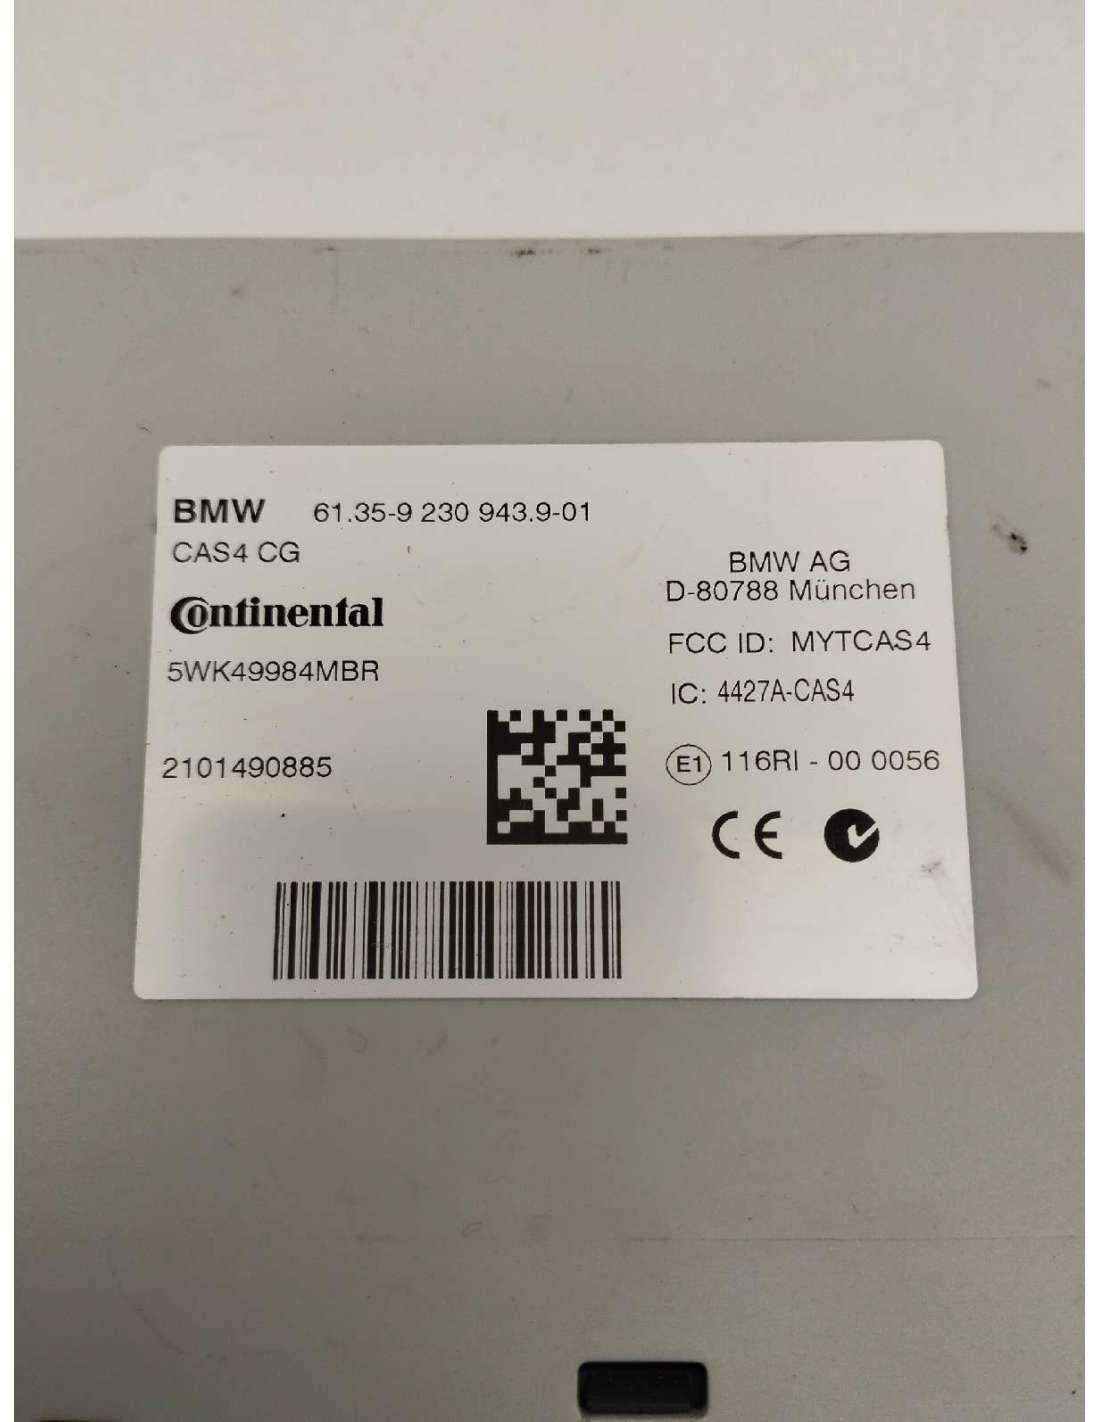 BMW 61.35-9 230 943.9-01
CAS4 CG
Continental
5WK49984MBR
2101490885
BMW AG
D-80788 München
FCC ID: MYTCAS4
IC: 4427A-CAS4
E1 116RI - 00 0056
CE